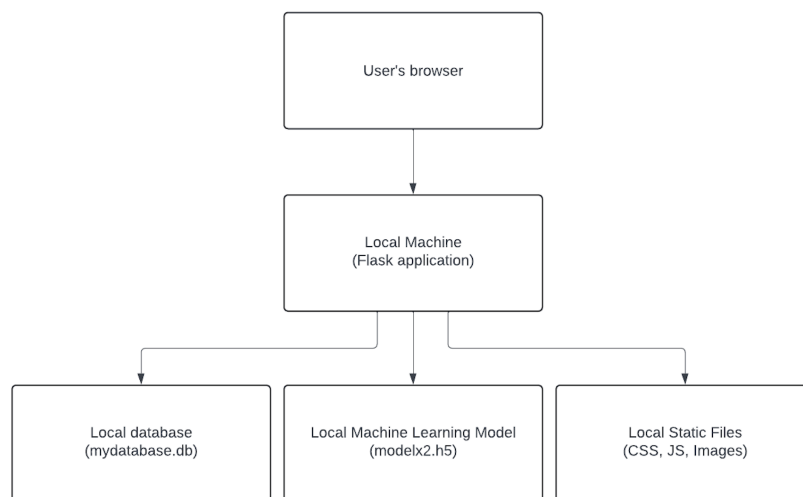 User's browser
Local Machine
(Flask application)
Local database
(mydatabase.db)
Local Machine Learning Model
(modelx2.h5)
Local Static Files
(CSS, JS, Images)